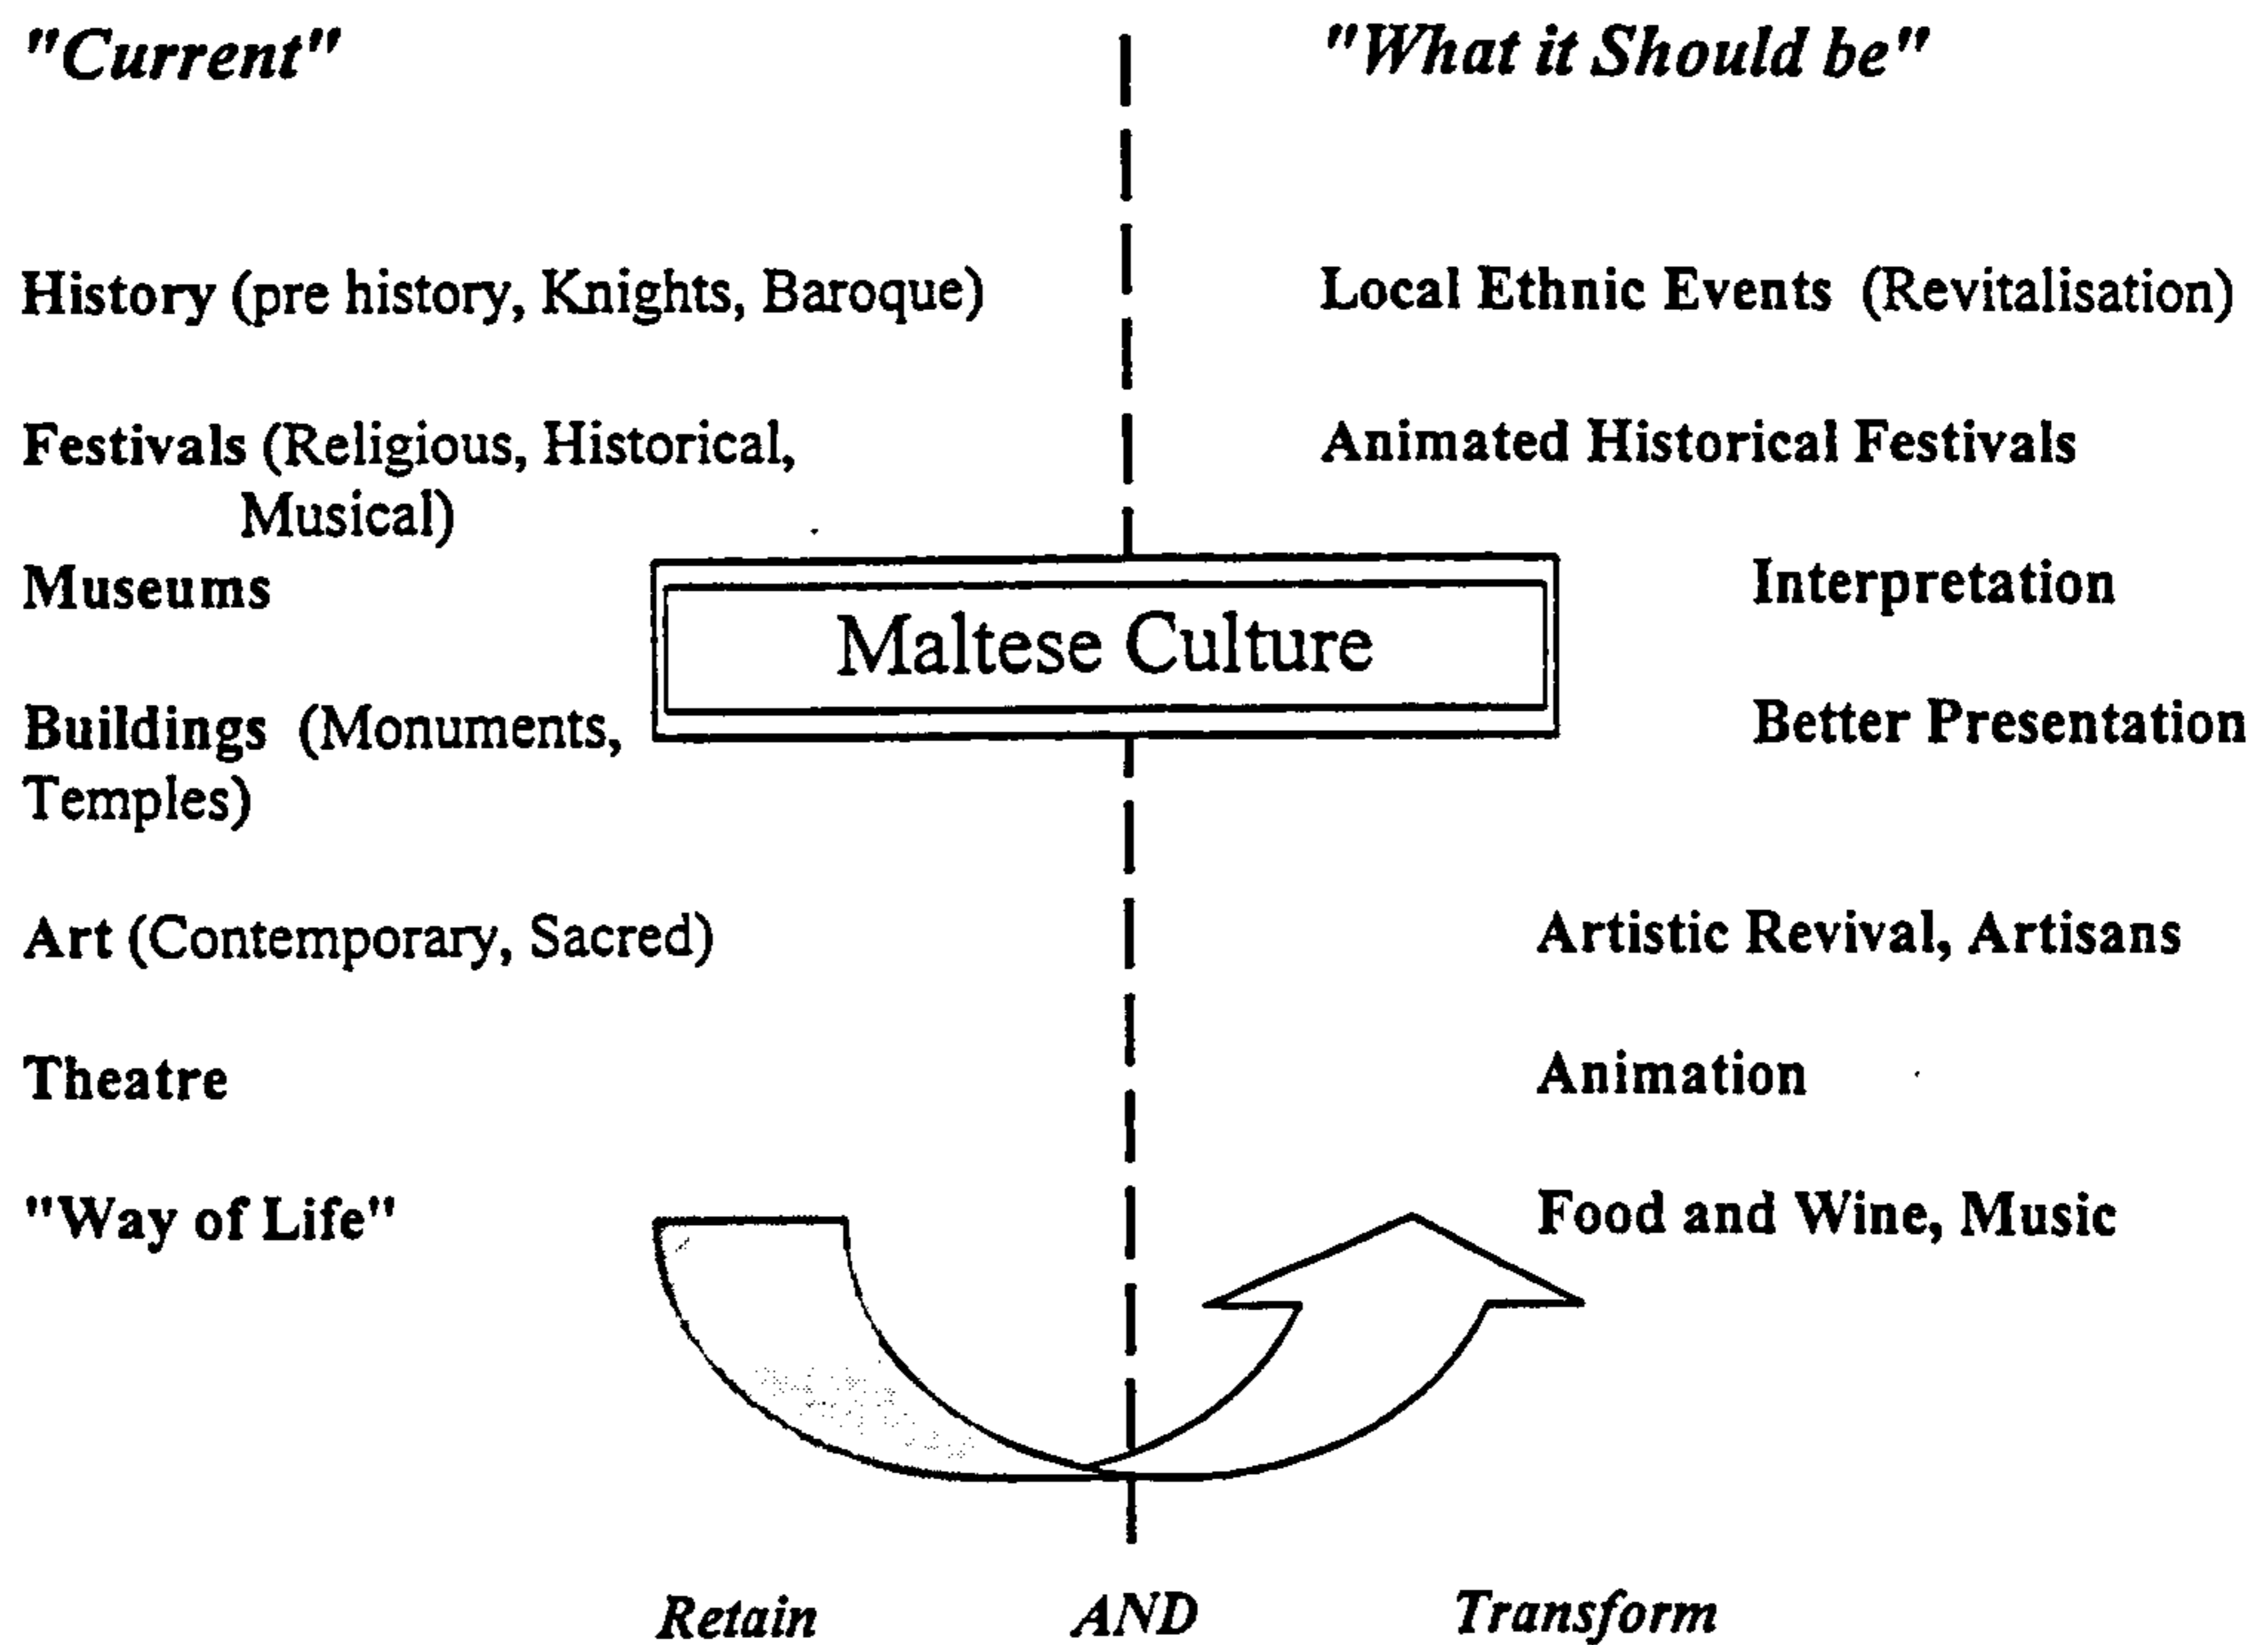 "Current"
"What it Should be"
History (pre history, Knights, Baroque)
Local Ethnic Events (Revitalisation)
Festivals (Religious, Historical,
Musical)
Animated Historical Festivals
Museums
Interpretation
Maltese Culture
Buildings (Monuments,
Temples)
Better Presentation
Art (Contemporary, Sacred)
Artistic Revival, Artisans
Theatre
Animation
"Way of Life"
Food and Wine, Music
Retain AND Transform